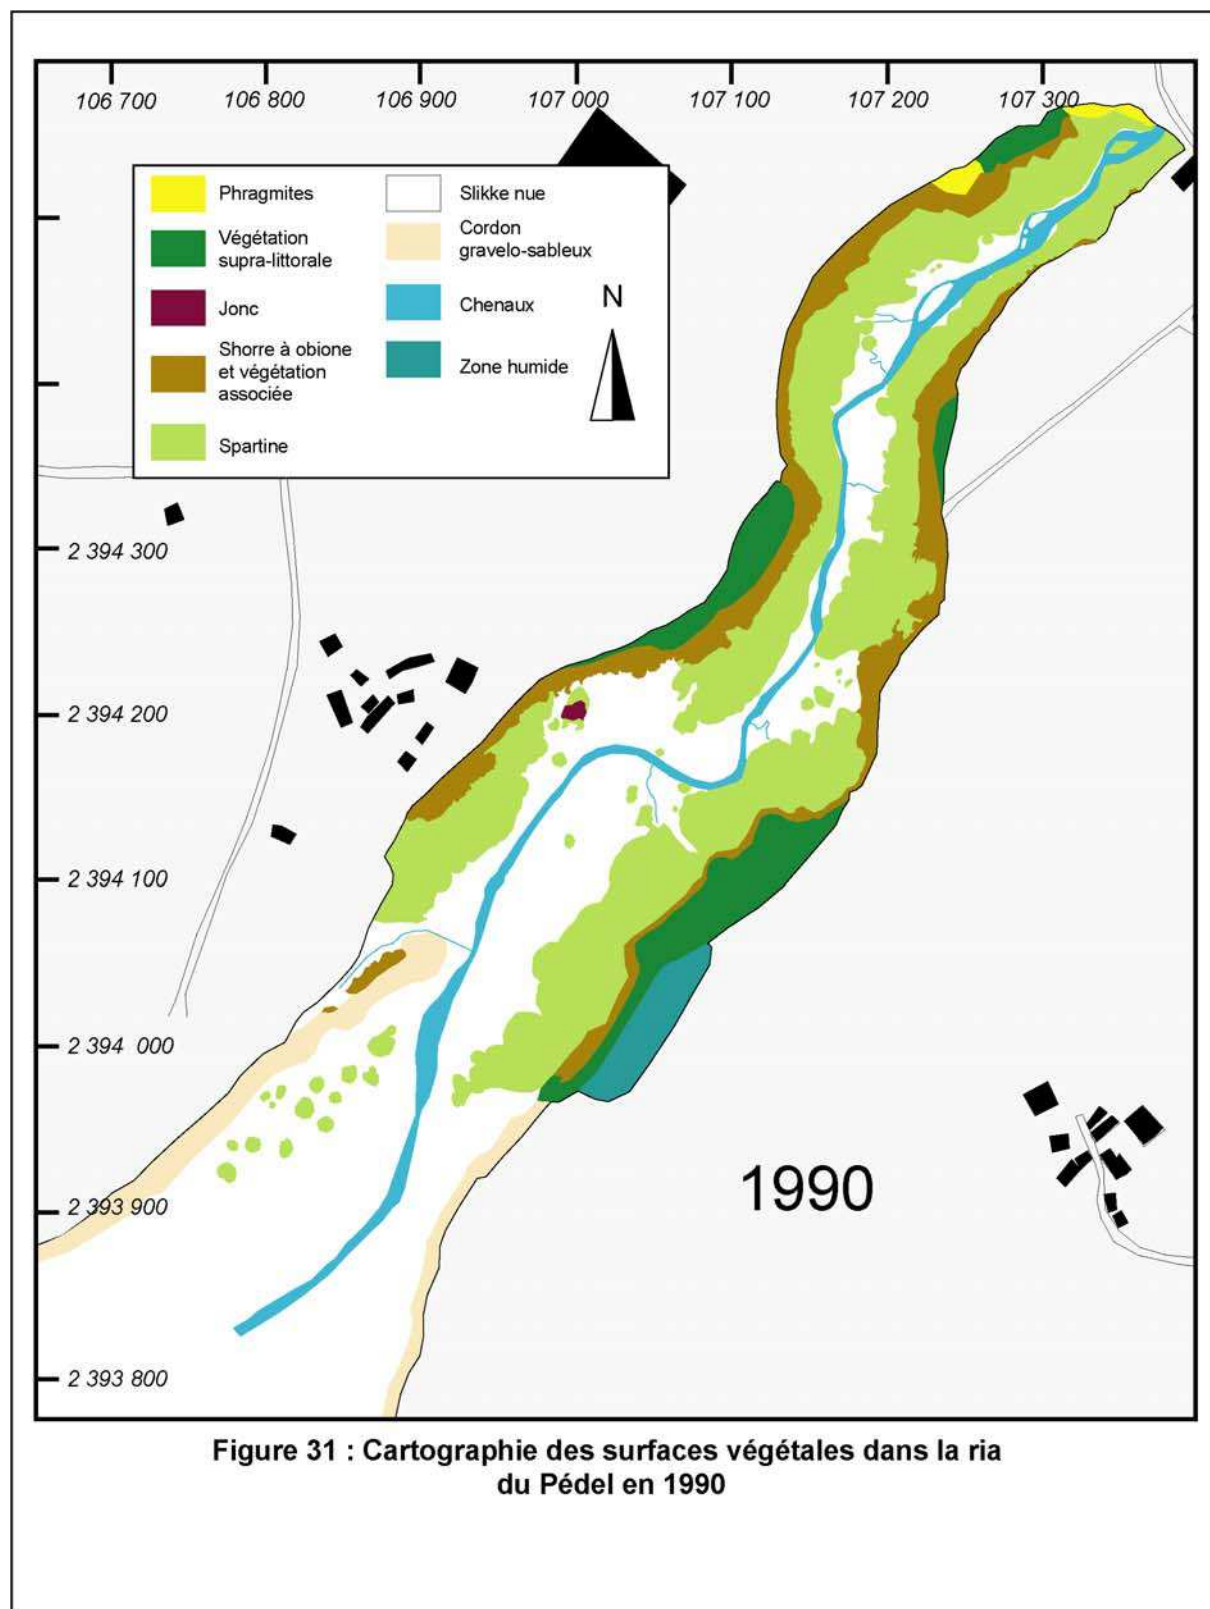 106 700 106 800 106 900 107 000 107 100 107 200 107 300
Phragmites
Végétation
supra-littorale
Jonc
Shorre à obione
et végétation
associée
Spartine
Slikke nue
Cordon
gravelo-sableux
Chenaux
Zone humide
N
2 394 300
2 394 200
2 394 100
2 394 000
2 393 900
2 393 800
1990
Figure 31 : Cartographie des surfaces végétales dans la ria
du Pédel en 1990